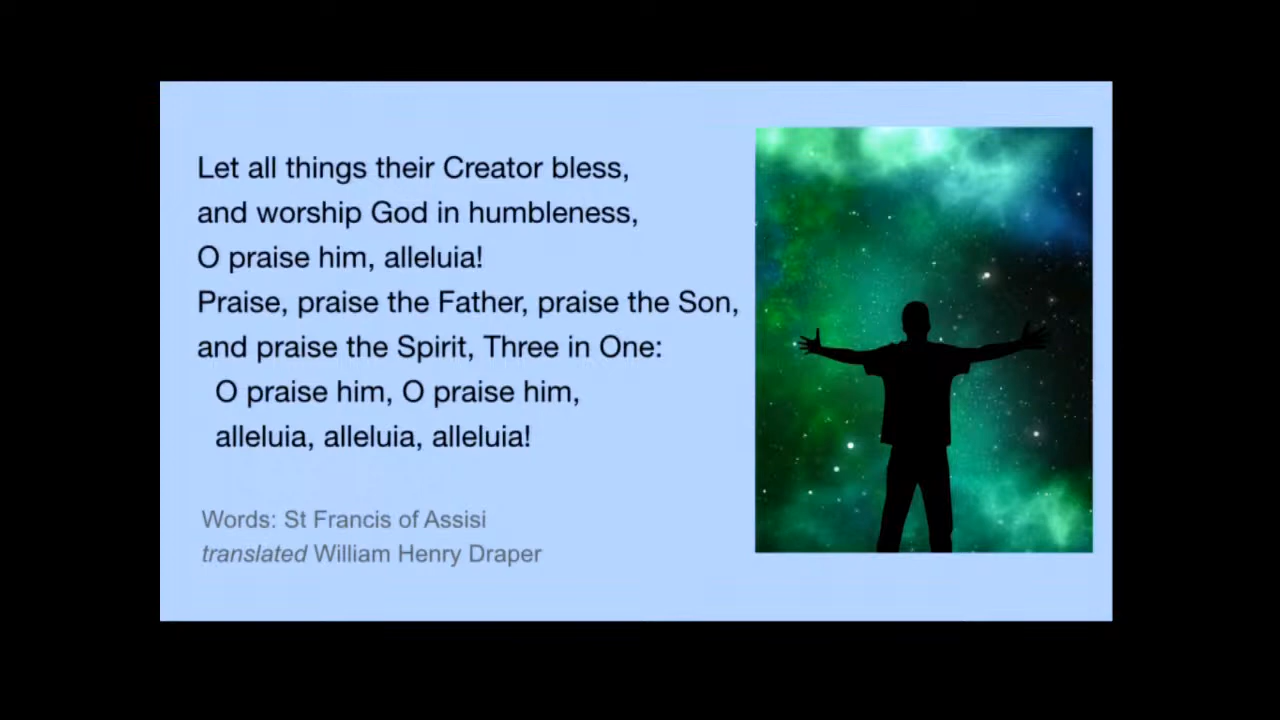 Let all things their Creator bless,
and worship God in humbleness,
O praise him, alleluia!
Praise, praise the Father, praise the Son,
and praise the Spirit, Three in One:
O praise him, O praise him,
alleluia, alleluia, alleluia!
Words: St Francis of Assisi
translated William Henry Draper